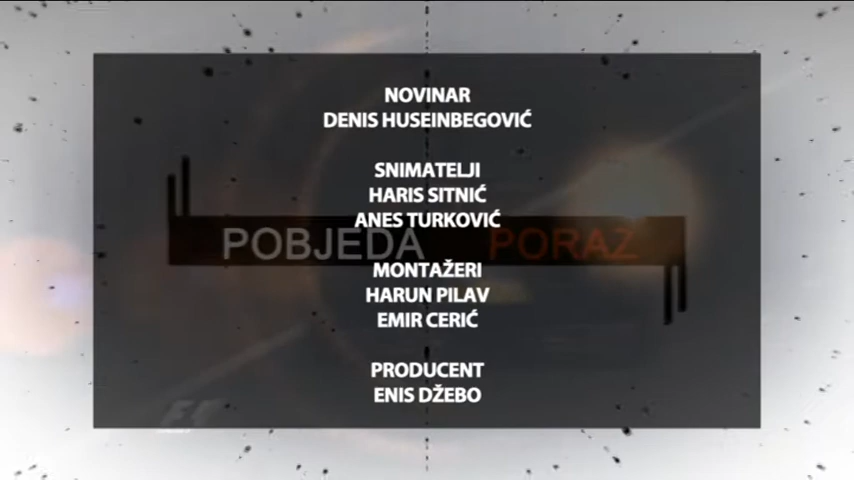 NOVINAR
DENIS HUSEINBEGOVIĆ
SNIMATELJI
HARIS SITNIĆ
ANES TURKOVIĆ
POBJEDA PORAZ
MONTAŽERI
HARUN PILAV
EMIR CERIĆ
PRODUCENT
ENIS DŽEBO